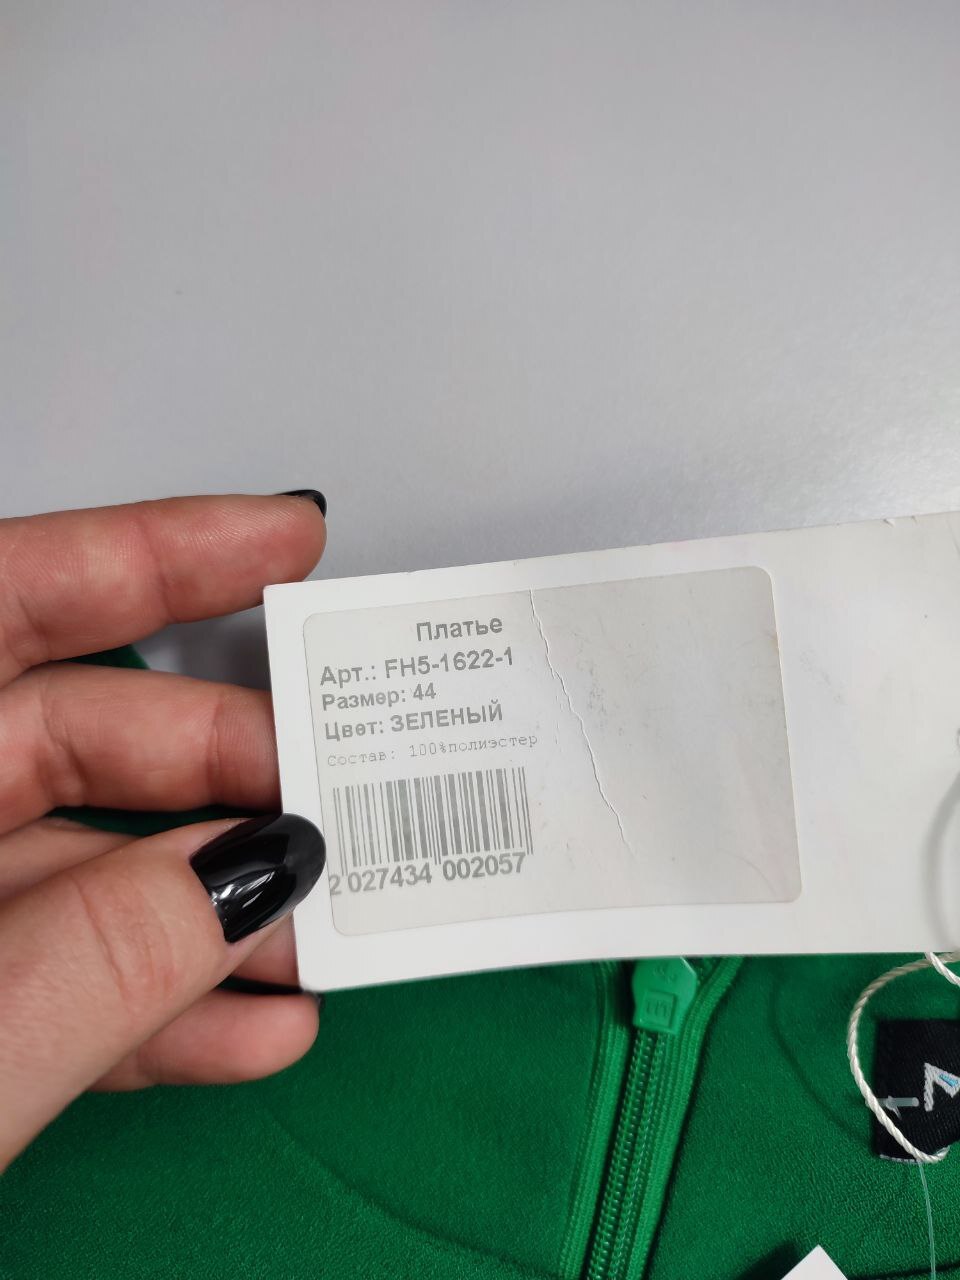 Платье
Арт.: FH5-1622-1
Размер: 44
Цвет: ЗЕЛЕНЫЙ
Состав: 100%полиэстер
2 027434 002057